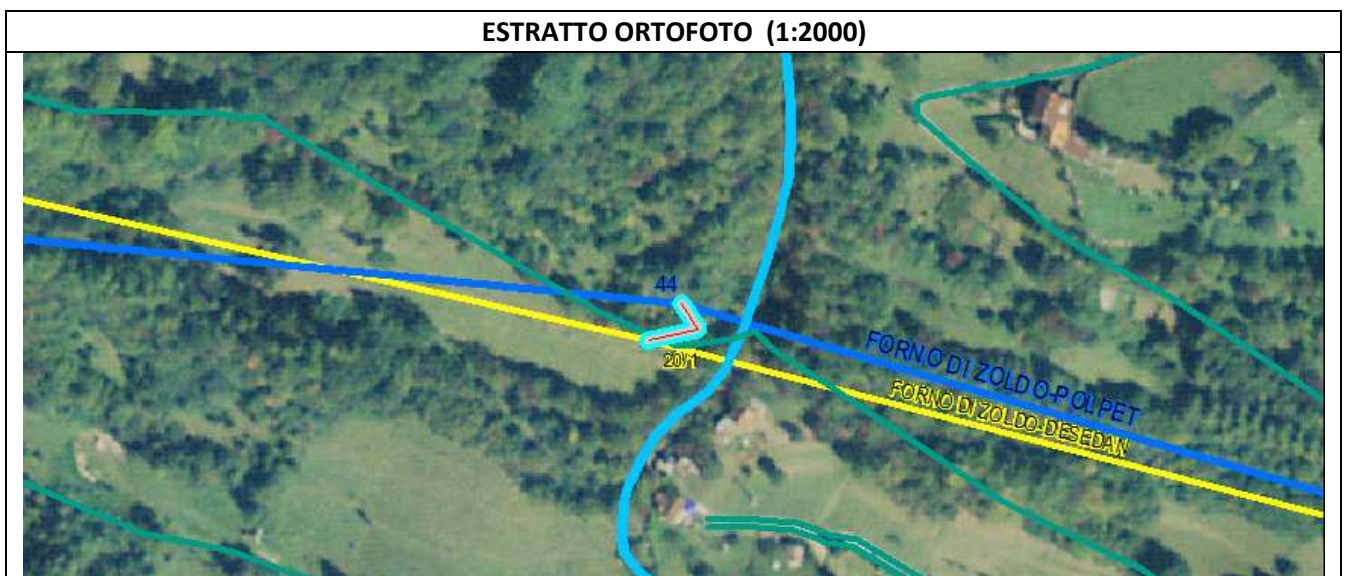 ESTRATTO ORTOFOTO (1:2000)
44
20/1
FORNO DI ZOLDO-POLPET
FORNO DI ZOLDO-DESEDAN